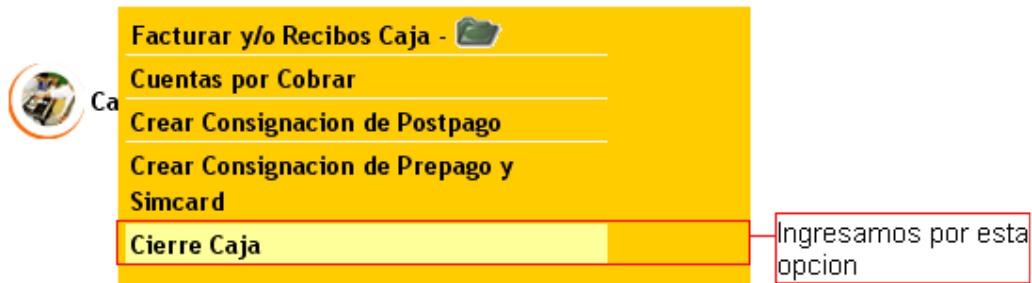 Facturar y/o Recibos Caja -
Cuentas por Cobrar
Ca
Crear Consignacion de Postpago
Crear Consignacion de Prepago y
Simcard
Cierre Caja
Ingresamos por esta
opcion